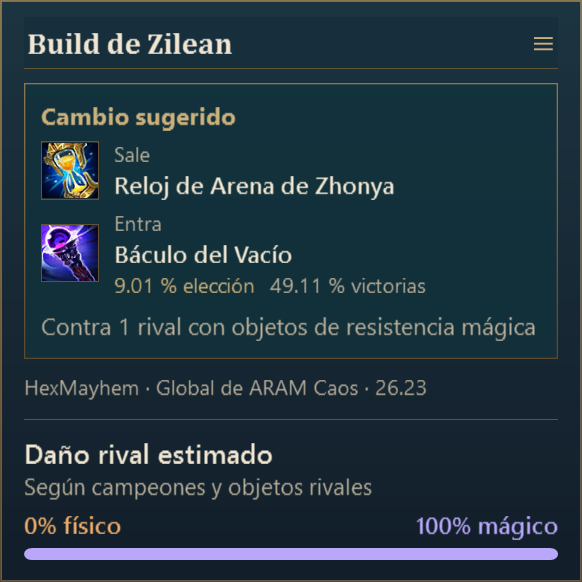 Build de Zilean
Cambio sugerido
Sale
Reloj de Arena de Zhonya
Entra
Báculo del Vacío
9.01 % elección 49.11 % victorias
Contra 1 rival con objetos de resistencia mágica
HexMayhem · Global de ARAM Caos · 26.23
Daño rival estimado
Según campeones y objetos rivales
0% físico 100% mágico